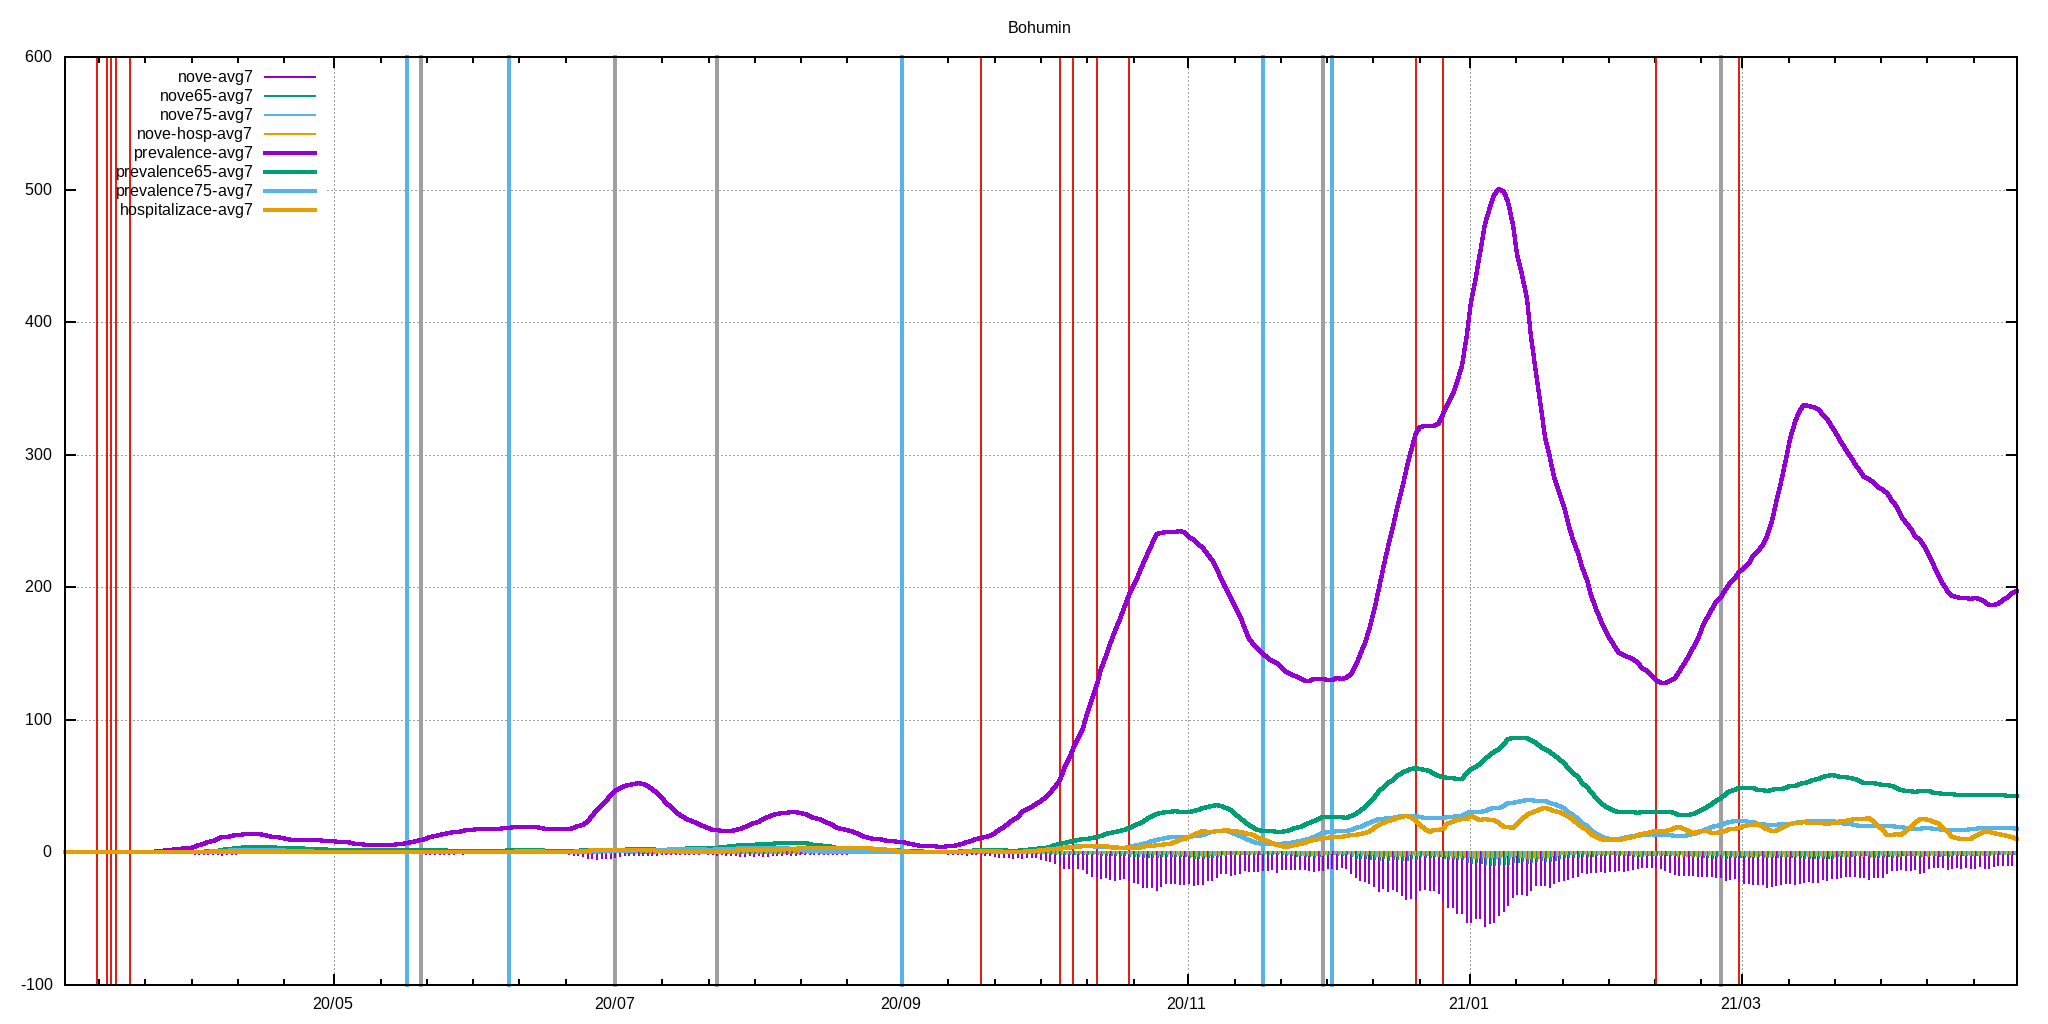 Bohumin
600
500
400
300
200
100
0
-100
nove-avg7
nove65-avg7
nove75-avg7
nove-hosp-avg7
prevalence-avg7
prevalence65-avg7
prevalence75-avg7
hospitalizace-avg7
20/05 20/07 20/09 20/11 21/01 21/03